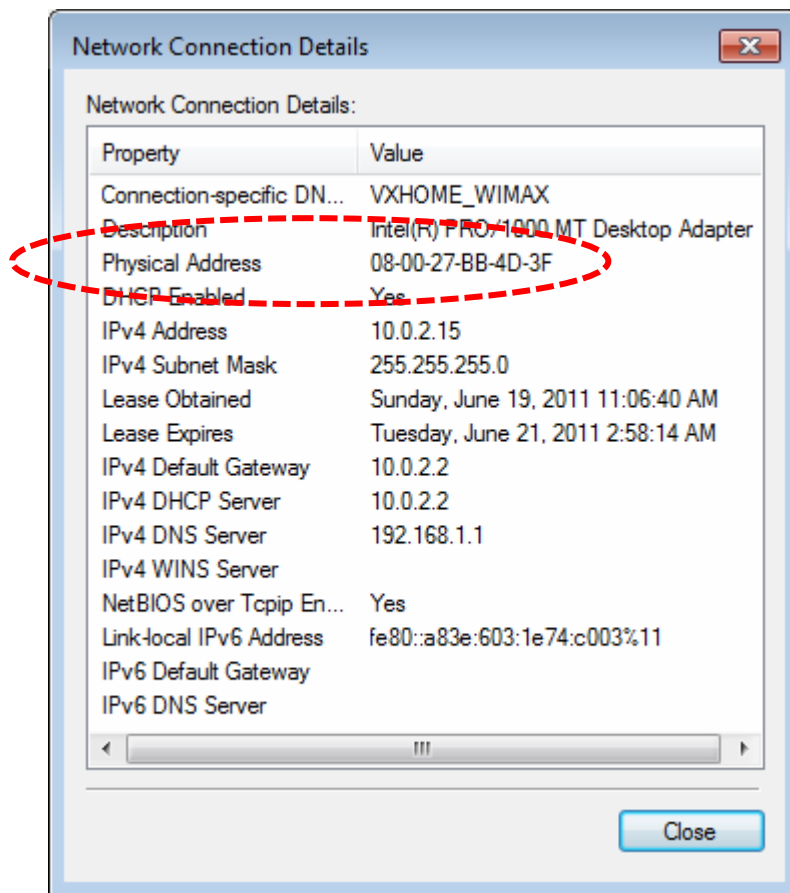 Network Connection Details
Network Connection Details:
Property Value
Connection-specific DN... VXHOME_WIMAX
Description Intel(R) PRO/1000 MT Desktop Adapter
Physical Address 08-00-27-BB-4D-3F
DHCP Enabled Yes
IPv4 Address 10.0.2.15
IPv4 Subnet Mask 255.255.255.0
Lease Obtained Sunday, June 19, 2011 11:06:40 AM
Lease Expires Tuesday, June 21, 2011 2:58:14 AM
IPv4 Default Gateway 10.0.2.2
IPv4 DHCP Server 10.0.2.2
IPv4 DNS Server 192.168.1.1
IPv4 WINS Server
NetBIOS over Tcpip En... Yes
Link-local IPv6 Address fe80::a83e:603:1e74:c003%11
IPv6 Default Gateway
IPv6 DNS Server
Close